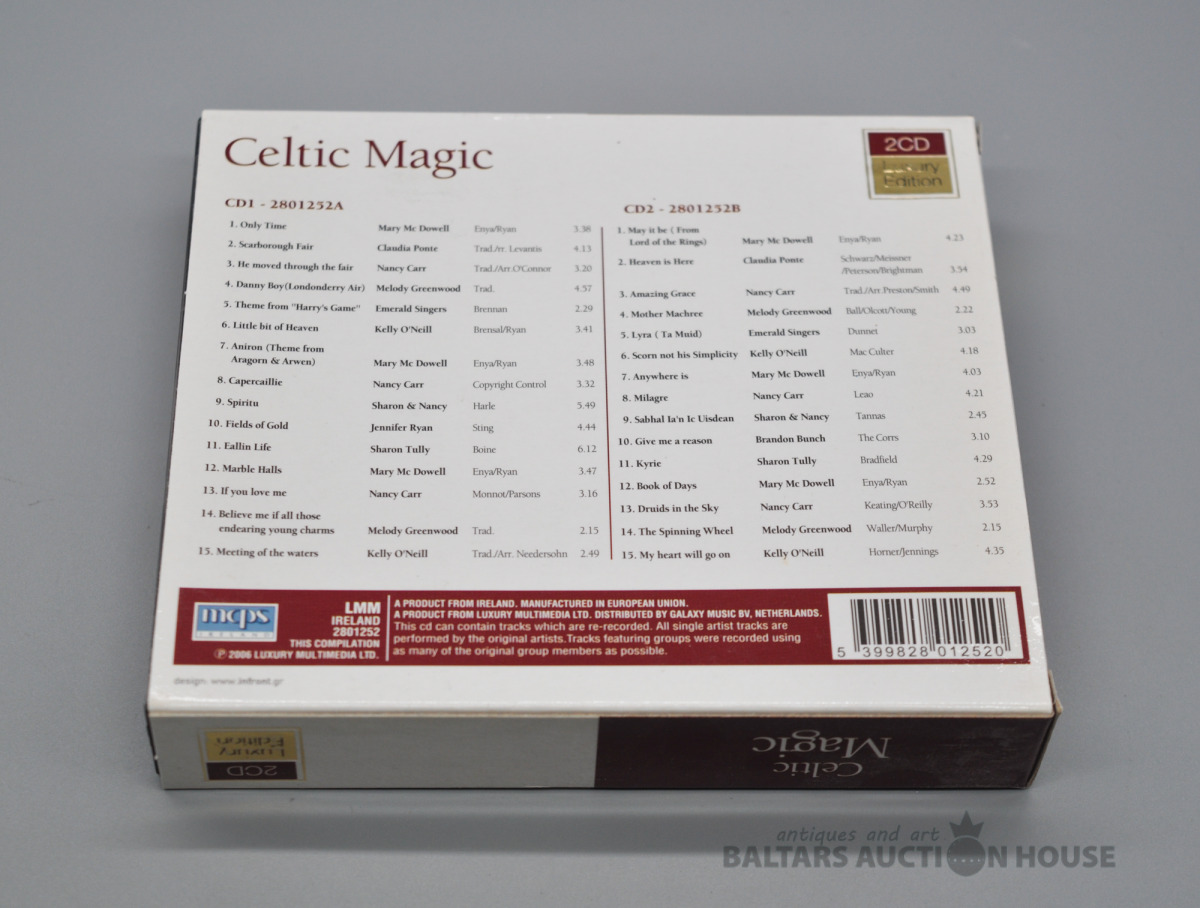 Celtic Magic
2CD
Luxury
Edition
CD1 - 2801252A
1. Only Time Mary Mc Dowell Enya/Ryan 3.38
2. Scarborough Fair Claudia Ponte Trad./Arr. Levantis 4.13
3. He moved through the fair Nancy Carr Trad./Arr.O'Connor 3.20
4. Danny Boy(Londonderry Air) Melody Greenwood Trad. 4.57
5. Theme from "Harry's Game" Emerald Singers Brennan 2.29
6. Little bit of Heaven Kelly O'Neill Brensal/Ryan 3.41
7. Aniron (Theme from
Aragorn & Arwen) Mary Mc Dowell Enya/Ryan 3.48
8. Capercaillie Nancy Carr Copyright Control 3.32
9. Spiritu Sharon & Nancy Harle 5.49
10. Fields of Gold Jennifer Ryan Sting 4.44
11. Eallin Life Sharon Tully Boine 6.12
12. Marble Halls Mary Mc Dowell Enya/Ryan 3.47
13. If you love me Nancy Carr Monnot/Parsons 3.16
14. Believe me if all those
endearing young charms Melody Greenwood Trad. 2.15
15. Meeting of the waters Kelly O'Neill Trad./Arr. Needersohn 2.49
CD2 - 2801252B
1. May it be ( From
Lord of the Rings) Mary Mc Dowell Enya/Ryan 4.23
2. Heaven is Here Claudia Ponte Schwarz/Meissner
/Peterson/Brightman 3.54
3. Amazing Grace Nancy Carr Trad./Arr.Preston/Smith 4.49
4. Mother Machree Melody Greenwood Ball/Olcott/Young 2.22
5. Lyra ( Ta Muid) Emerald Singers Dunnei 3.03
6. Scorn not his Simplicity Kelly O'Neill Mac Culter 4.18
7. Anywhere is Mary Mc Dowell Enya/Ryan 4.03
8. Milagre Nancy Carr Leao 4.21
9. Sabhal Ia'n Ic Uisdean Sharon & Nancy Tannas 2.45
10. Give me a reason Brandon Bunch The Corrs 3.10
11. Kyrie Sharon Tully Bradfield 4.29
12. Book of Days Mary Mc Dowell Enya/Ryan 2.52
13. Druids in the Sky Nancy Carr Keating/O'Reilly 3.53
14. The Spinning Wheel Melody Greenwood Waller/Murphy 2.15
15. My heart will go on Kelly O'Neill Horner/Jennings 4.35
mcps
IRELAND
LMM
IRELAND
2801252
THIS COMPILATION
℗ 2006 LUXURY MULTIMEDIA LTD.
A PRODUCT FROM IRELAND. MANUFACTURED IN EUROPEAN UNION.
A PRODUCT FROM LUXURY MULTIMEDIA LTD. DISTRIBUTED BY GALAXY MUSIC BV, NETHERLANDS.
This cd can contain tracks which are re-recorded. All single artist tracks are
performed by the original artists.Tracks featuring groups were recorded using
as many of the original group members as possible.
5 399828 012520
design: www.infront.gr
2CD
Luxury
Edition
Celtic
Magic
antiques and art
BALTARS AUCTION HOUSE